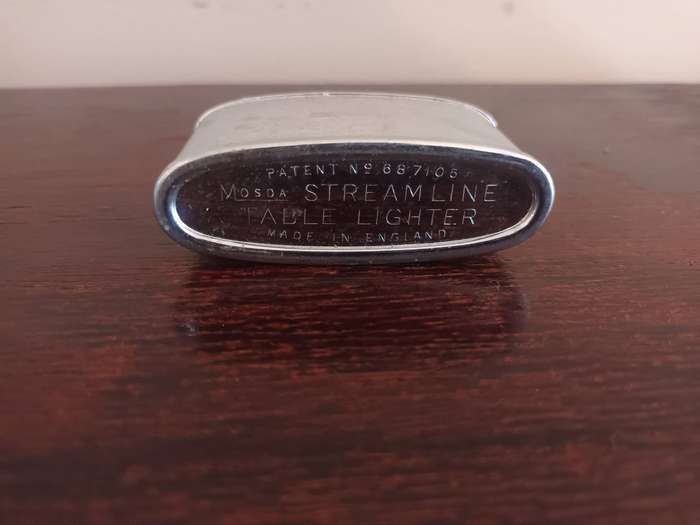 PATENT No 687105
MOSDA STREAMLINE
TABLE LIGHTER
MADE IN ENGLAND